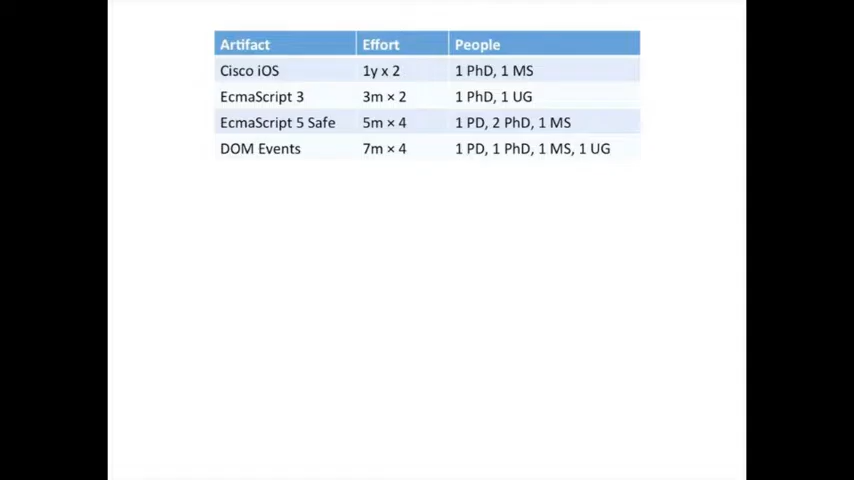 Artifact Effort People
Cisco iOS 1y x 2 1 PhD, 1 MS
EcmaScript 3 3m × 2 1 PhD, 1 UG
EcmaScript 5 Safe 5m × 4 1 PD, 2 PhD, 1 MS
DOM Events 7m × 4 1 PD, 1 PhD, 1 MS, 1 UG